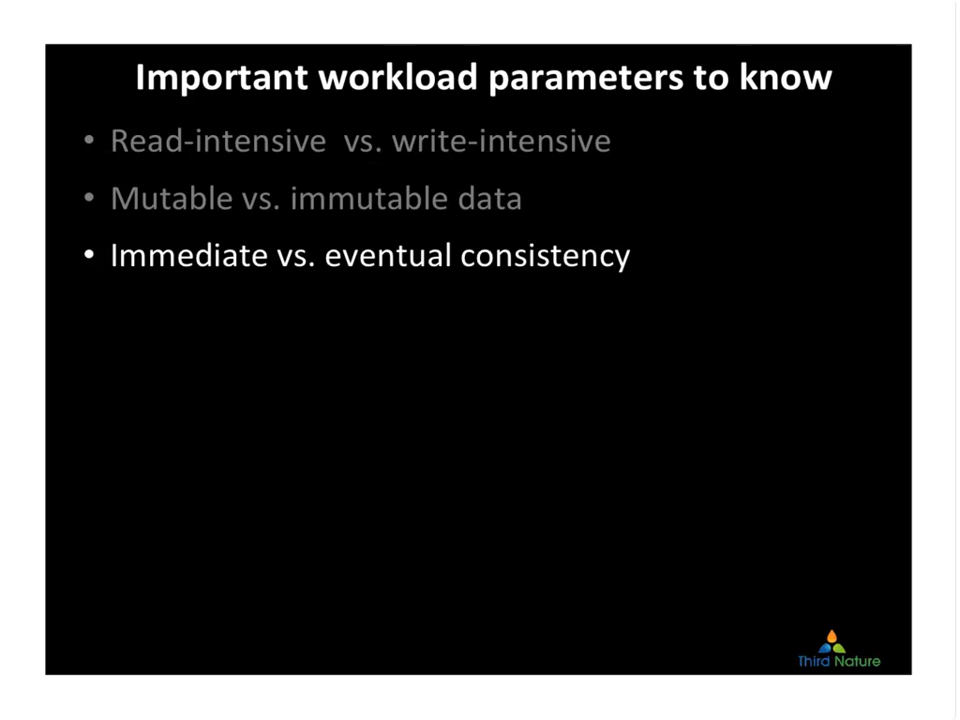 Important workload parameters to know
• Read-intensive vs. write-intensive
• Mutable vs. immutable data
• Immediate vs. eventual consistency
Third Nature